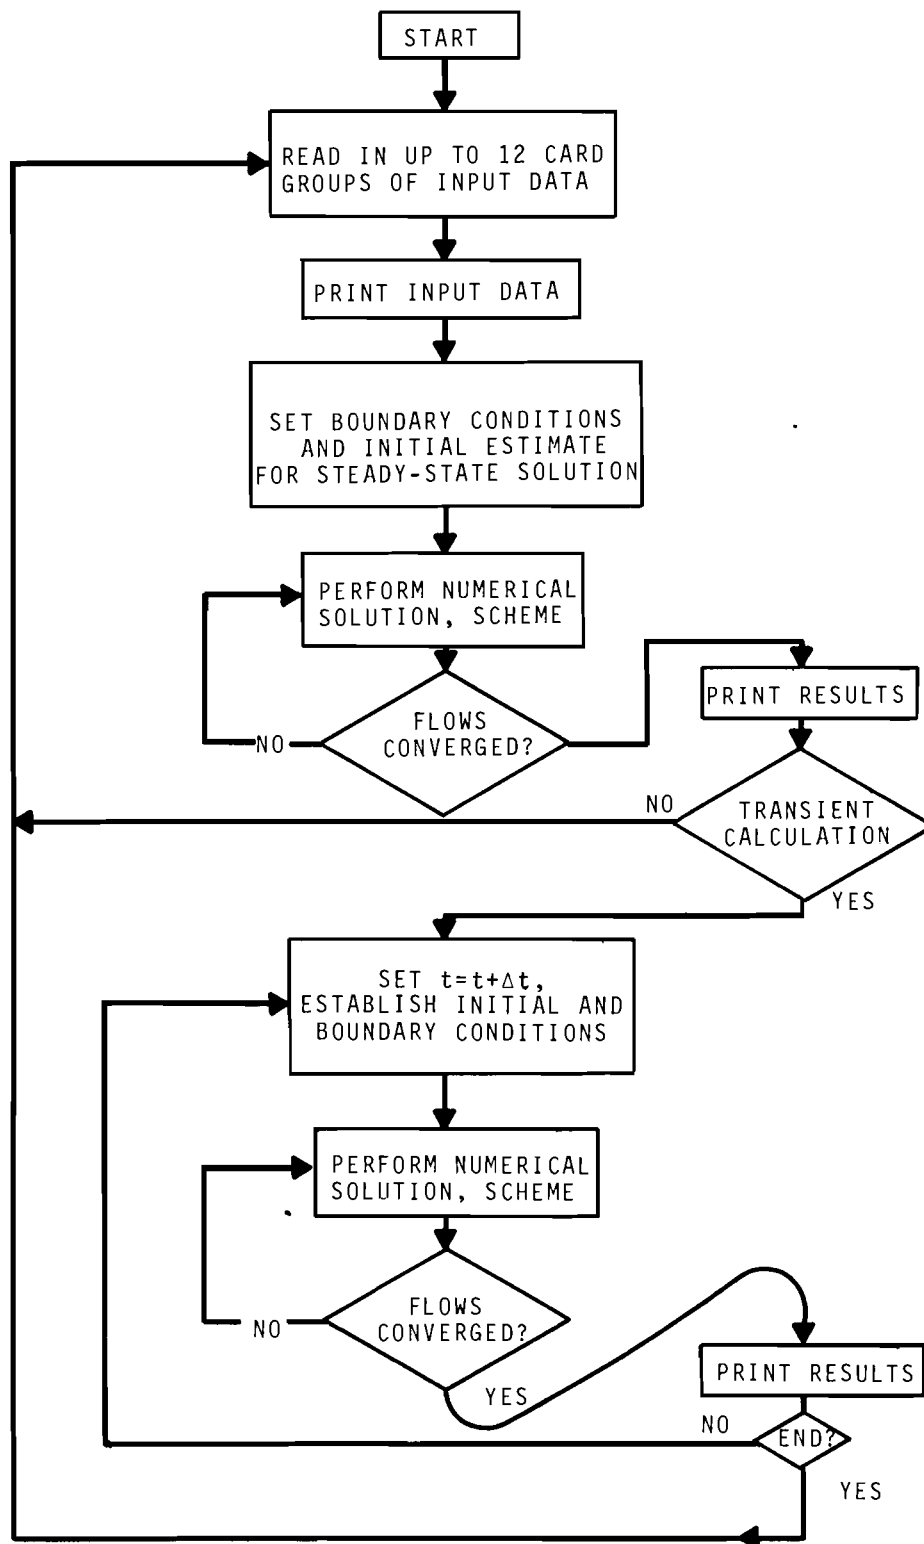 START
READ IN UP TO 12 CARD
GROUPS OF INPUT DATA
PRINT INPUT DATA
SET BOUNDARY CONDITIONS
AND INITIAL ESTIMATE
FOR STEADY-STATE SOLUTION
PERFORM NUMERICAL
SOLUTION, SCHEME
FLOWS
CONVERGED?
NO
PRINT RESULTS
TRANSIENT
CALCULATION
NO
YES
SET t=t+Δt,
ESTABLISH INITIAL AND
BOUNDARY CONDITIONS
PERFORM NUMERICAL
SOLUTION, SCHEME
FLOWS
CONVERGED?
NO
YES
PRINT RESULTS
END?
NO
YES